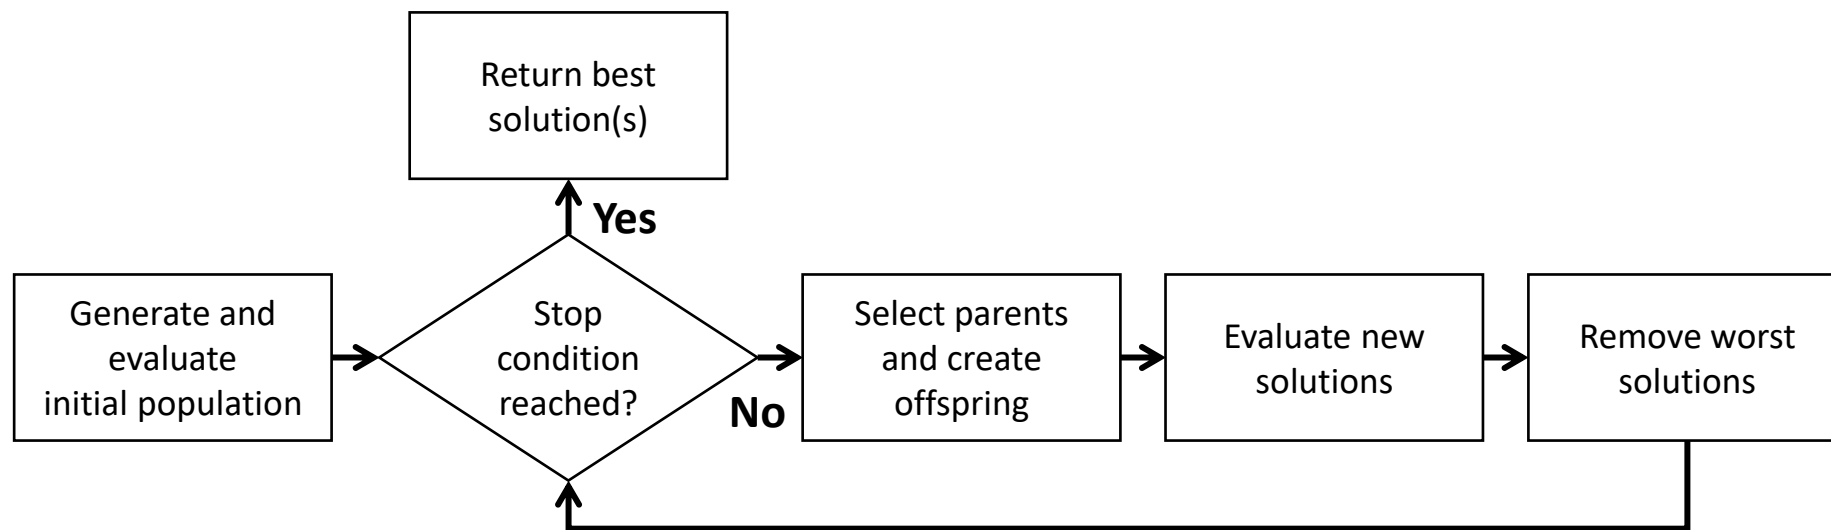 Return best
solution(s)
Yes
Generate and
evaluate
initial population
Stop
condition
reached?
No
Select parents
and create
offspring
Evaluate new
solutions
Remove worst
solutions